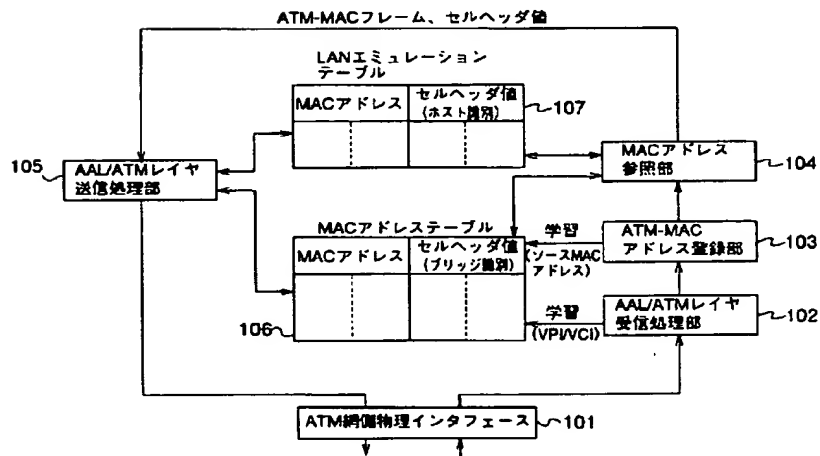 ATM-MACフレーム、セルヘッダ値
LANエミュレーション
テーブル
MACアドレス
セルヘッダ値
(ホスト識別)
107
105
AAL/ATMレイヤ
送信処理部
MACアドレス
参照部
104
MACアドレステーブル
MACアドレス
セルヘッダ値
(ブリッジ識別)
学習
(ソースMAC
アドレス)
ATM-MAC
アドレス登録部
103
106
学習
(VPI/VCI)
AAL/ATMレイヤ
受信処理部
102
ATM網側物理インタフェース
101